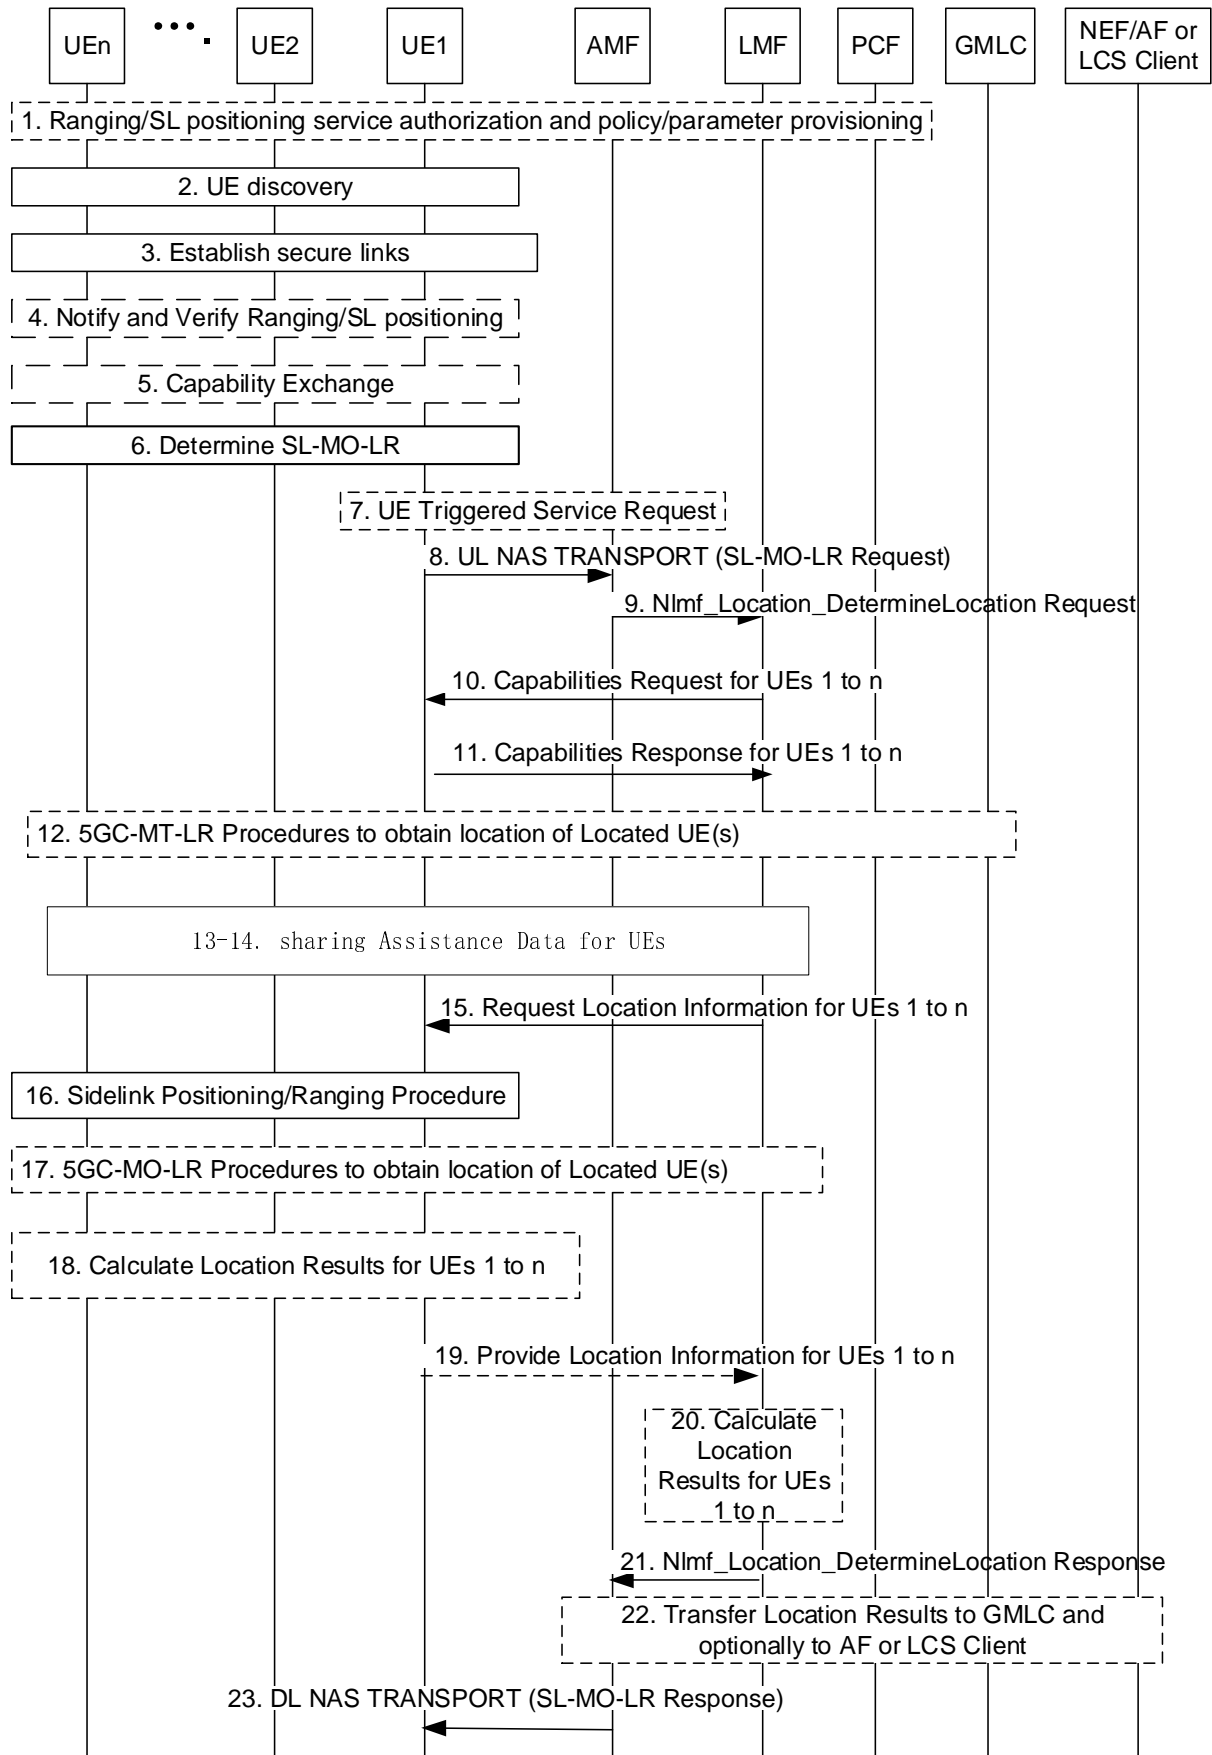 UEn
UE2
UE1
AMF
LMF
PCF
GMLC
NEF/AF or
LCS Client
1. Ranging/SL positioning service authorization and policy/parameter provisioning
2. UE discovery
3. Establish secure links
4. Notify and Verify Ranging/SL positioning
5. Capability Exchange
6. Determine SL-MO-LR
7. UE Triggered Service Request
8. UL NAS TRANSPORT (SL-MO-LR Request)
9. Nlmf_Location_DetermineLocation Request
10. Capabilities Request for UEs 1 to n
11. Capabilities Response for UEs 1 to n
12. 5GC-MT-LR Procedures to obtain location of Located UE(s)
13-14. sharing Assistance Data for UEs
15. Request Location Information for UEs 1 to n
16. Sidelink Positioning/Ranging Procedure
17. 5GC-MO-LR Procedures to obtain location of Located UE(s)
18. Calculate Location Results for UEs 1 to n
19. Provide Location Information for UEs 1 to n
20. Calculate
Location
Results for UEs
1 to n
21. Nlmf_Location_DetermineLocation Response
22. Transfer Location Results to GMLC and
optionally to AF or LCS Client
23. DL NAS TRANSPORT (SL-MO-LR Response)